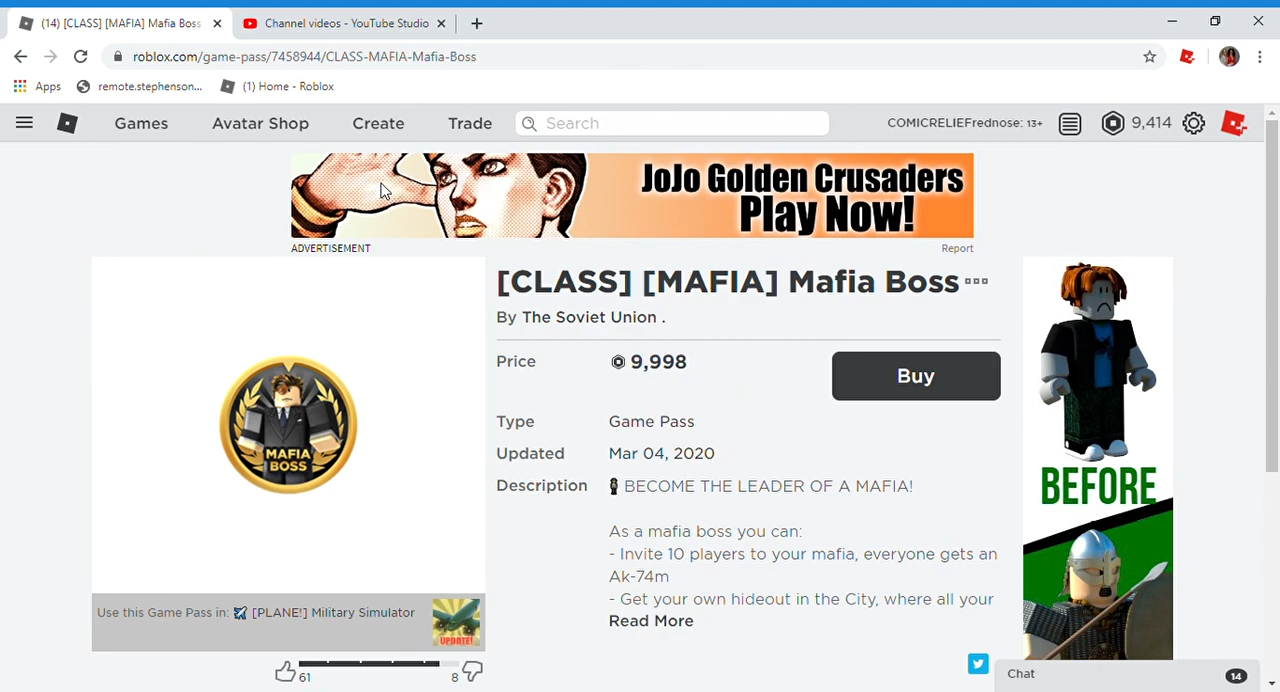 (14) [CLASS] [MAFIA] Mafia Boss
Channel videos - YouTube Studio
roblox.com/game-pass/7458944/CLASS-MAFIA-Mafia-Boss
Apps
remote.stephenson...
(1) Home - Roblox
Games
Avatar Shop
Create
Trade
Search
COMICRELIEFrednose: 13+
9,414
JoJo Golden Crusaders
Play Now!
ADVERTISEMENT
Report
[CLASS] [MAFIA] Mafia Boss
By The Soviet Union .
Price
9,998
Buy
Type
Game Pass
Updated
Mar 04, 2020
Description
BECOME THE LEADER OF A MAFIA!
As a mafia boss you can:
- Invite 10 players to your mafia, everyone gets an
Ak-74m
- Get your own hideout in the City, where all your
Read More
MAFIA
BOSS
Use this Game Pass in: [PLANE!] Military Simulator
UPDATE!
61
8
BEFORE
Chat
14